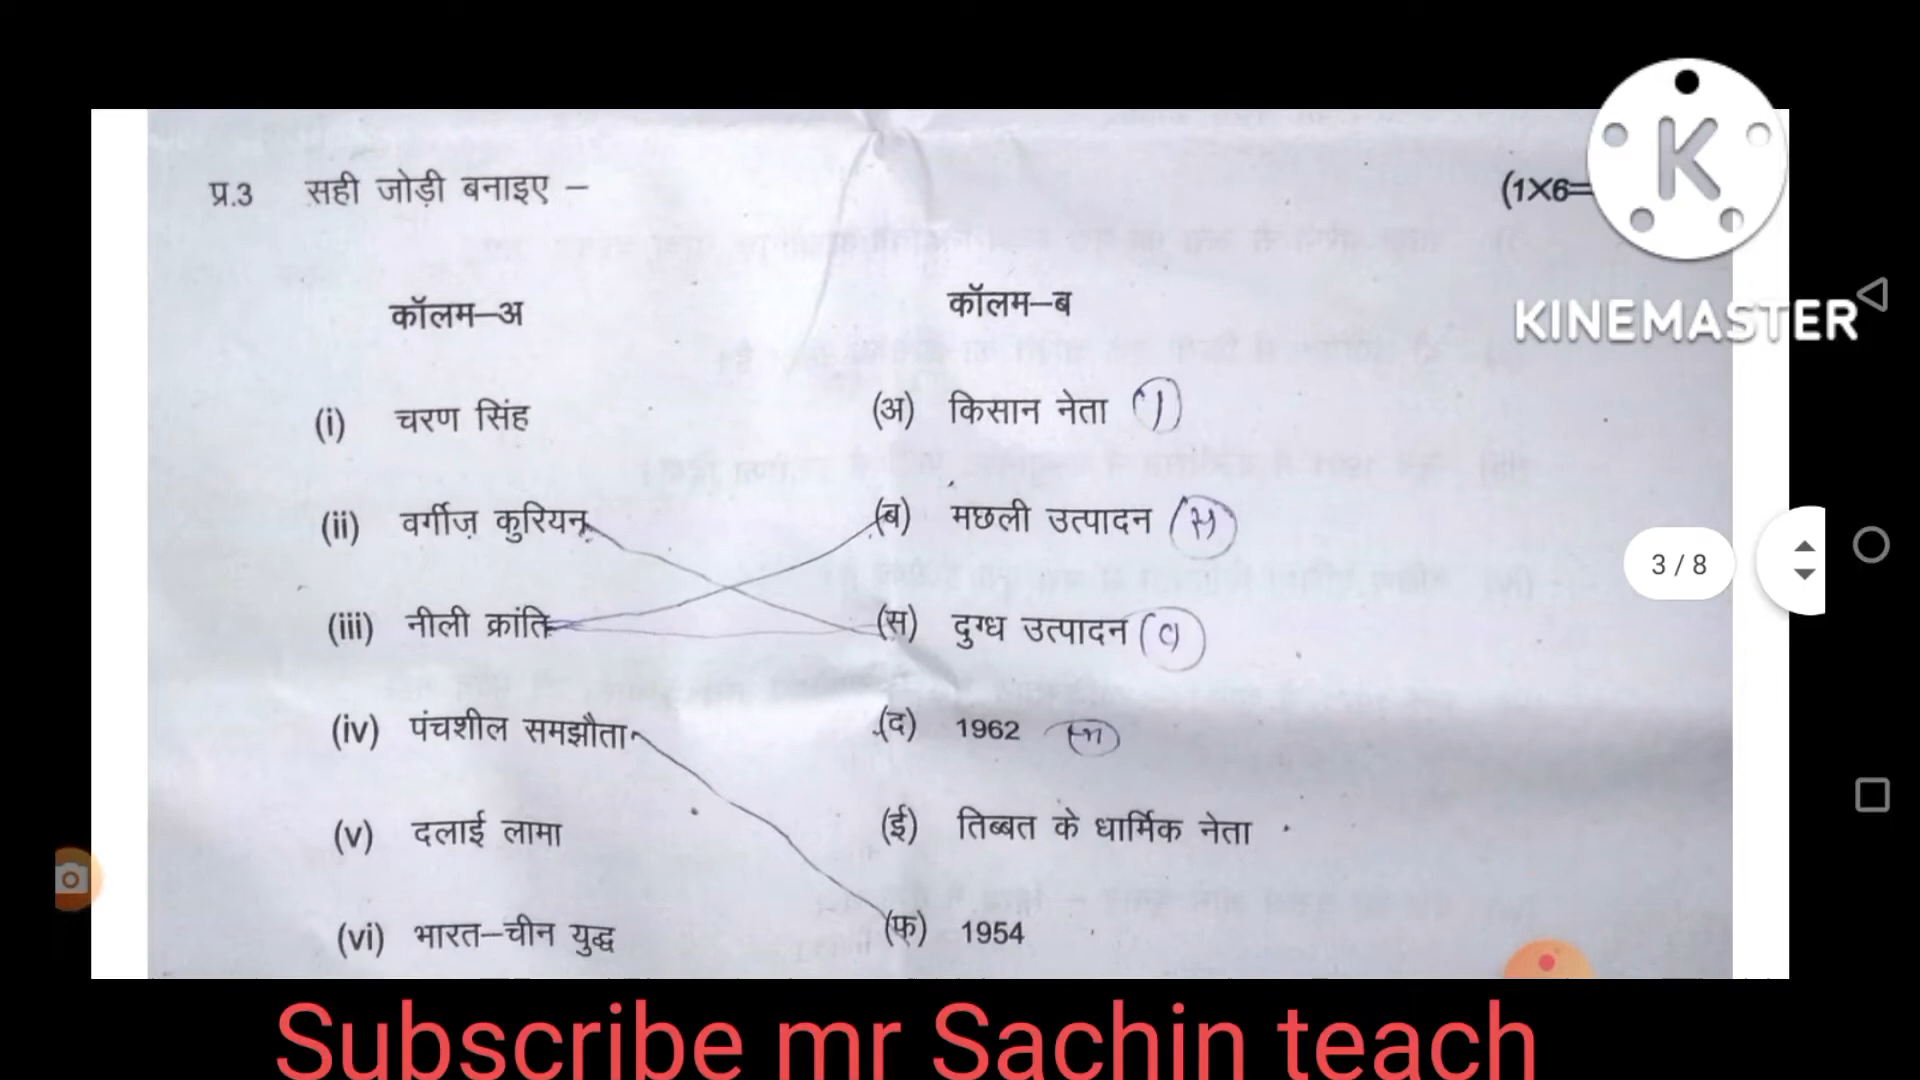 प्र.3 सही जोड़ी बनाइए – (1X6=
K
KINEMASTER
कॉलम–अ कॉलम–ब
(i) चरण सिंह (अ) किसान नेता
(ii) वर्गीज़ कुरियन (ब) मछली उत्पादन
3 / 8
(iii) नीली क्रांति (स) दुग्ध उत्पादन
(iv) पंचशील समझौता (द) 1962
(v) दलाई लामा (ई) तिब्बत के धार्मिक नेता
(vi) भारत–चीन युद्ध (फ) 1954
Subscribe mr Sachin teach